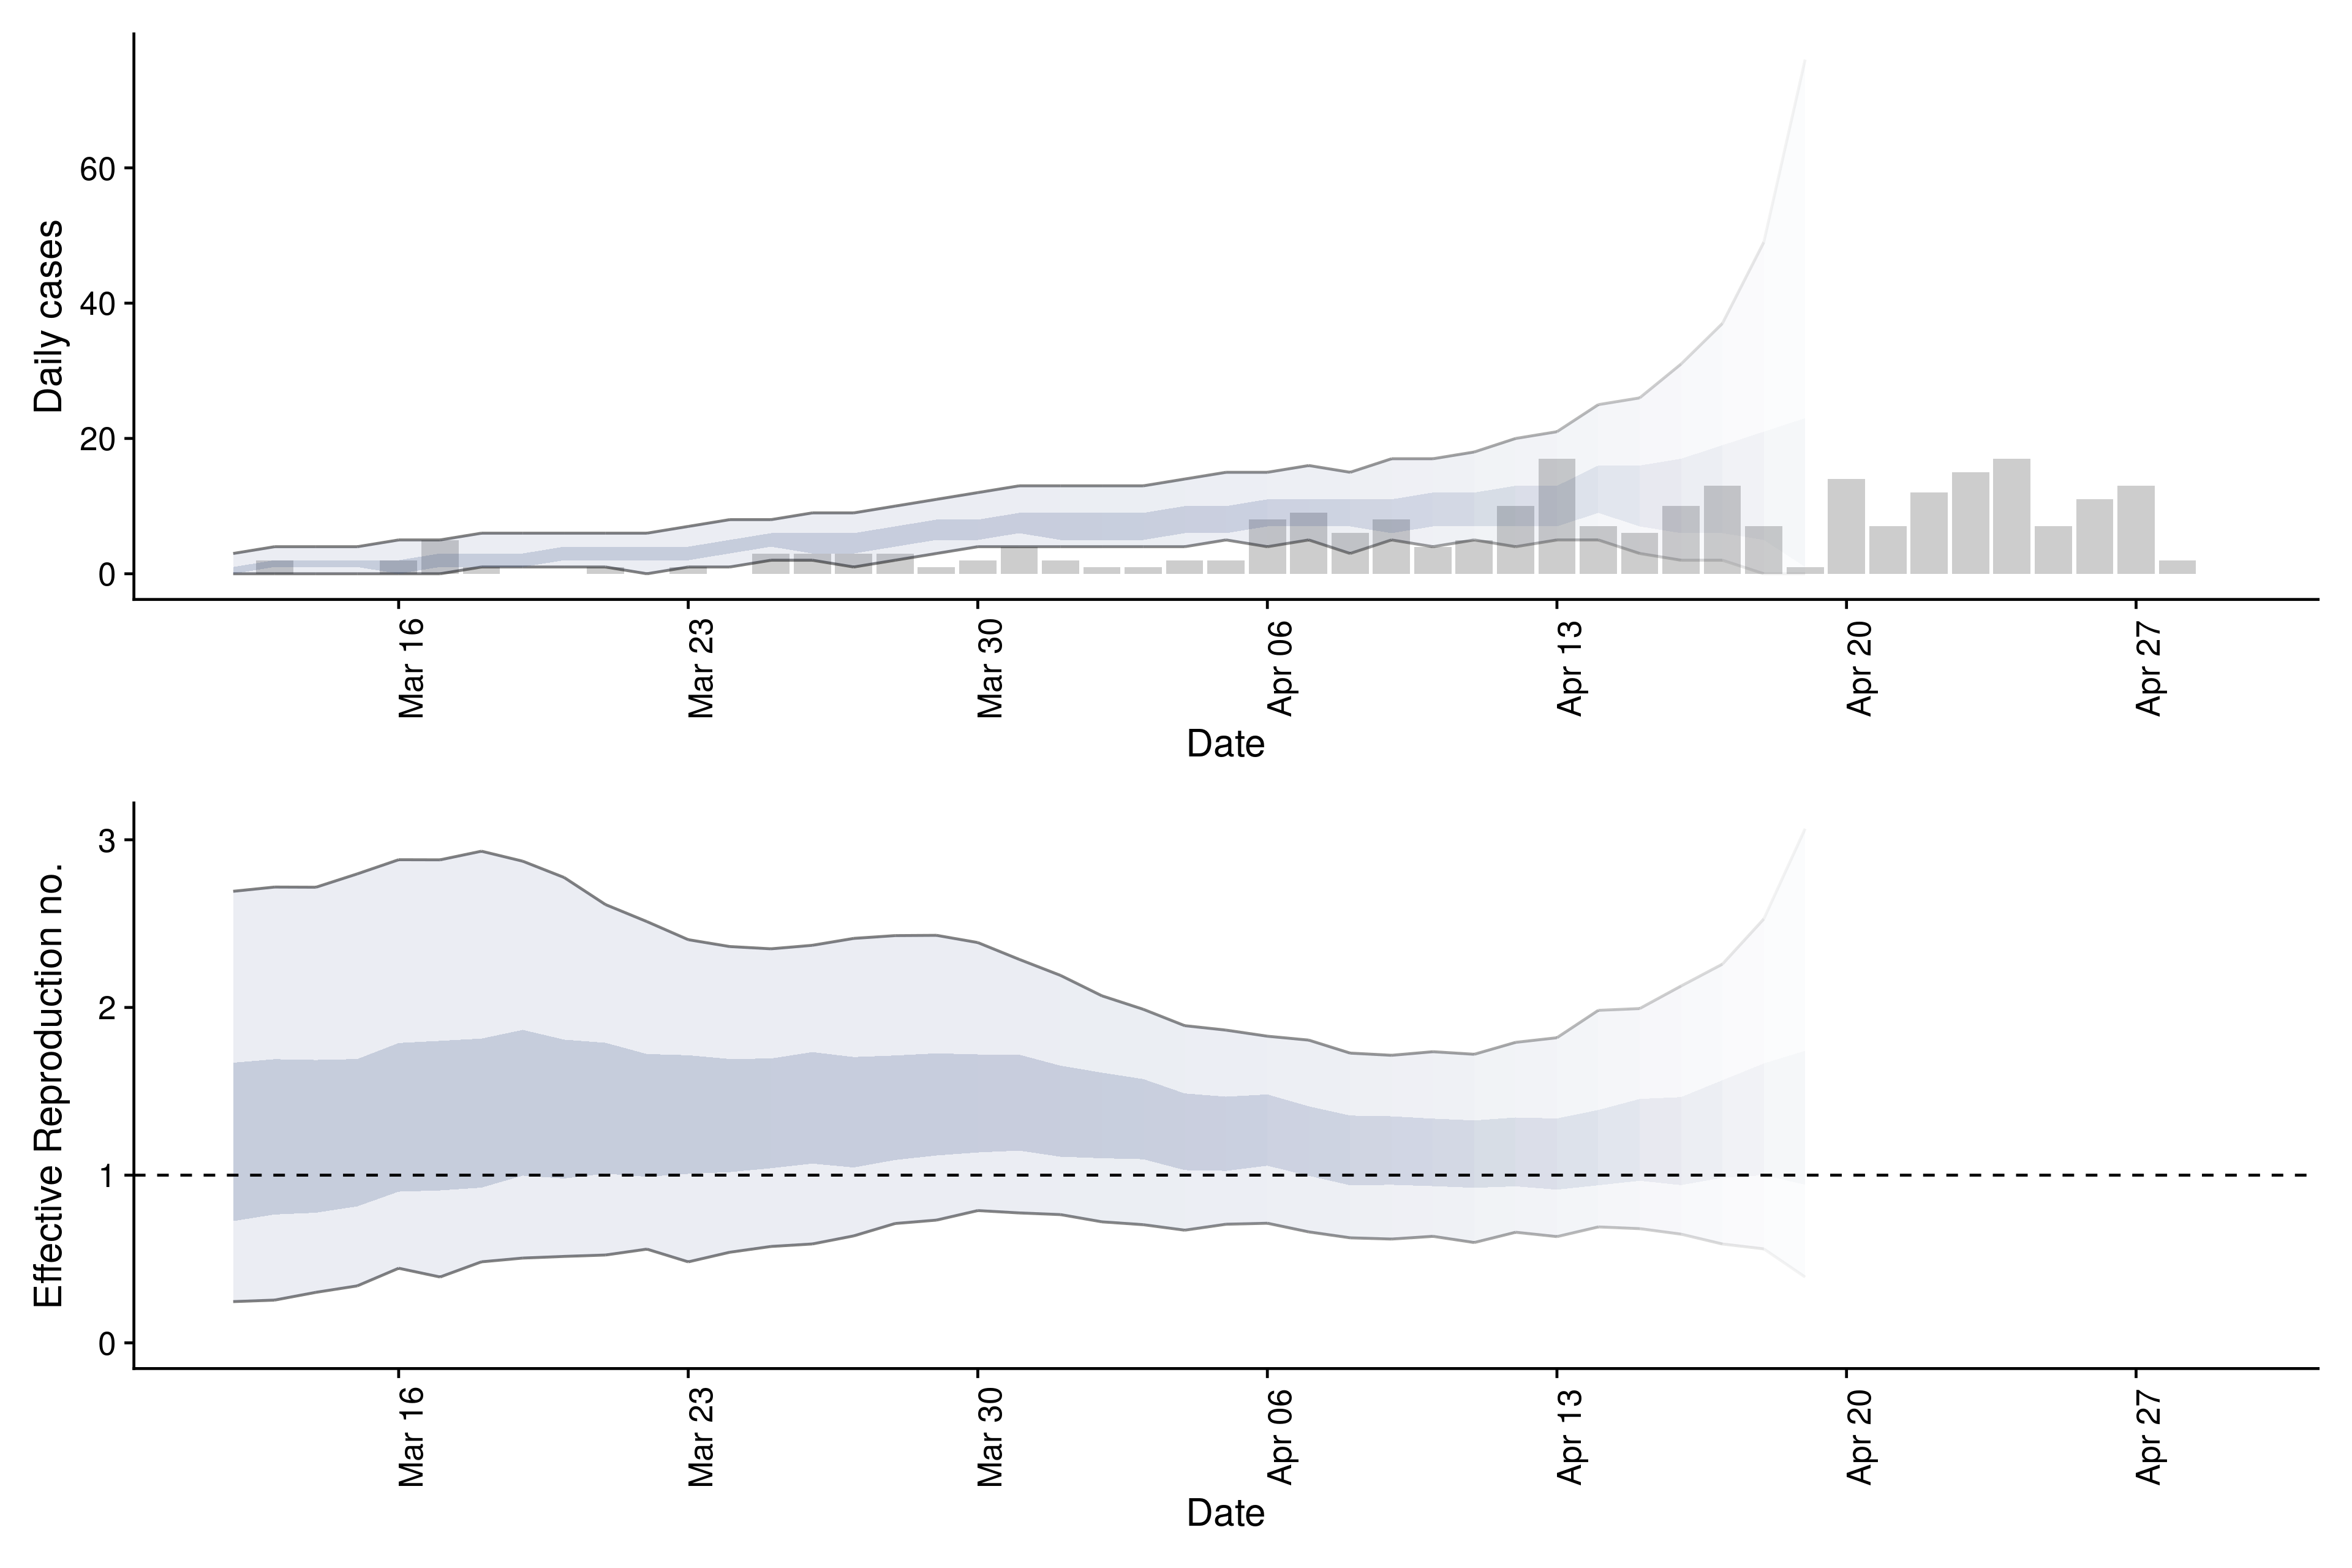 Daily cases
60
40
20
0
Mar 16
Mar 23
Mar 30
Apr 06
Apr 13
Apr 20
Apr 27
Date
Effective Reproduction no.
3
2
1
0
Mar 16
Mar 23
Mar 30
Apr 06
Apr 13
Apr 20
Apr 27
Date